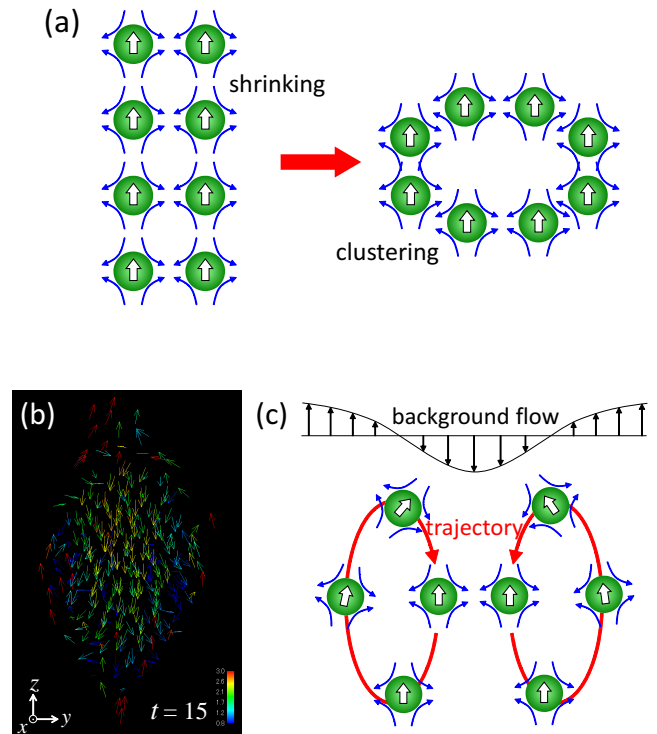 (a)
shrinking
clustering
(b)
z
x
y
t = 15
3.0
2.6
2.1
1.7
1.2
0.8
(c)
background flow
trajectory